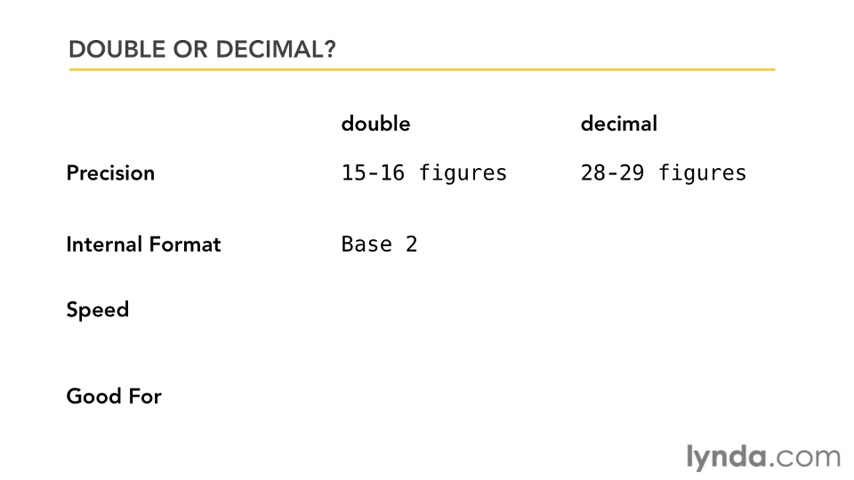 DOUBLE OR DECIMAL?
double decimal
Precision 15-16 figures 28-29 figures
Internal Format Base 2
Speed
Good For
lynda.com